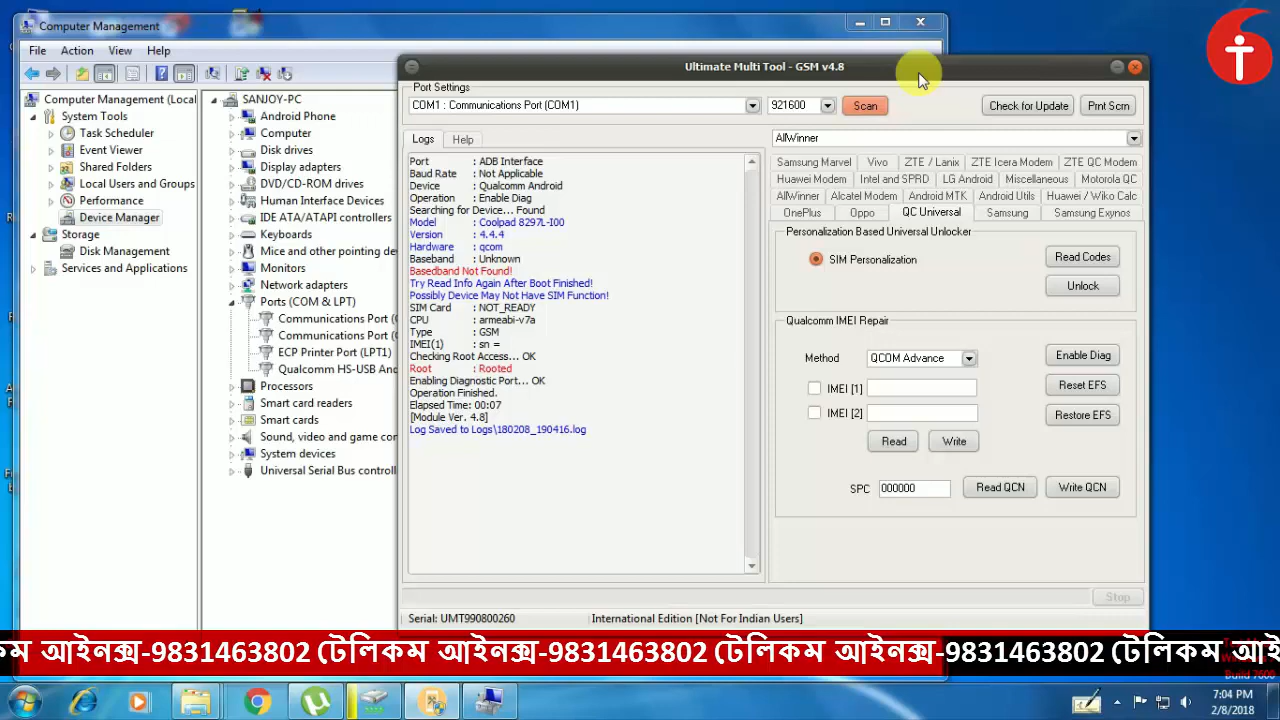 Computer Management
File Action View Help
Computer Management (Local
System Tools
Task Scheduler
Event Viewer
Shared Folders
Local Users and Groups
Performance
Device Manager
Storage
Disk Management
Services and Applications
SANJOY-PC
Android Phone
Computer
Disk drives
Display adapters
DVD/CD-ROM drives
Human Interface Devices
IDE ATA/ATAPI controllers
Keyboards
Mice and other pointing de
Monitors
Network adapters
Ports (COM & LPT)
Communications Port (
Communications Port (
ECP Printer Port (LPT1)
Qualcomm HS-USB An
Processors
Smart card readers
Smart cards
Sound, video and game co
System devices
Universal Serial Bus control
Ultimate Multi Tool - GSM v4.8
Port Settings
COM1 : Communications Port (COM1) 921600 Scan Check for Update Prnt Scrn
Logs Help
Port : ADB Interface
Baud Rate : Not Applicable
Device : Qualcomm Android
Operation : Enable Diag
Searching for Device... Found
Model : Coolpad 8297L-I00
Version : 4.4.4
Hardware : qcom
Baseband : Unknown
Basedband Not Found!
Try Read Info Again After Boot Finished!
Possibly Device May Not Have SIM Function!
SIM Card : NOT_READY
CPU : armeabi-v7a
Type : GSM
IMEI(1) : sn =
Checking Root Access... OK
Root : Rooted
Enabling Diagnostic Port... OK
Operation Finished.
Elapsed Time: 00:07
[Module Ver. 4.8]
Log Saved to Logs\180208_190416.log
AllWinner
Samsung Marvel Vivo ZTE / Lanix ZTE Icera Modem ZTE QC Modem
Huawei Modem Intel and SPRD LG Android Miscellaneous Motorola QC
AllWinner Alcatel Modem Android MTK Android Utils Huawei / Wiko Calc
OnePlus Oppo QC Universal Samsung Samsung Exynos
Personalization Based Universal Unlocker
SIM Personalization Read Codes
Unlock
Qualcomm IMEI Repair
Method QCOM Advance Enable Diag
IMEI [1] Reset EFS
IMEI [2] Restore EFS
Read Write
SPC 000000 Read QCN Write QCN
Stop
Serial: UMT990800260 International Edition [Not For Indian Users]
কম আইনক্স-9831463802 টেলিকম আইনক্স-9831463802 টেলিকম আইনক্স-9831463802 টেলিকম আই
Build 7600
7:04 PM
2/8/2018